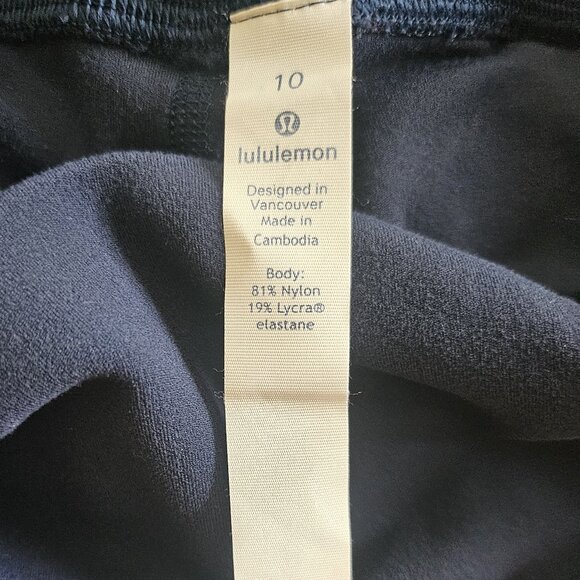 10
lululemon
Designed in
Vancouver
Made in
Cambodia
Body:
81% Nylon
19% Lycra®
elastane